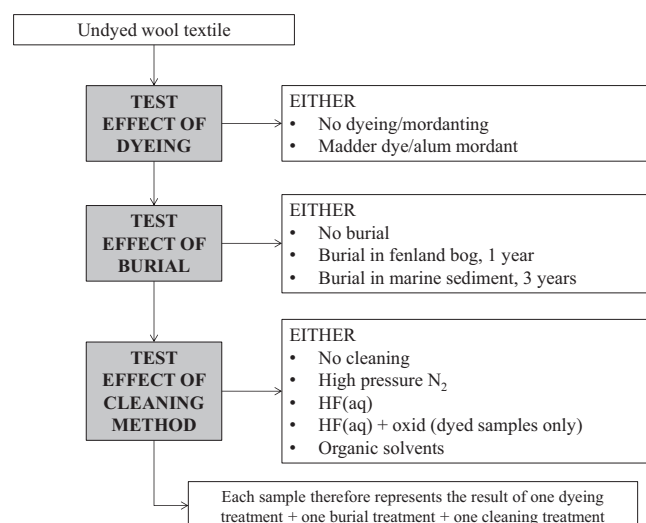 Undyed wool textile
TEST
EFFECT OF
DYEING
EITHER
• No dyeing/mordanting
• Madder dye/alum mordant
TEST
EFFECT OF
BURIAL
EITHER
• No burial
• Burial in fenland bog, 1 year
• Burial in marine sediment, 3 years
TEST
EFFECT OF
CLEANING
METHOD
EITHER
• No cleaning
• High pressure N₂
• HF(aq)
• HF(aq) + oxid (dyed samples only)
• Organic solvents
Each sample therefore represents the result of one dyeing
treatment + one burial treatment + one cleaning treatment